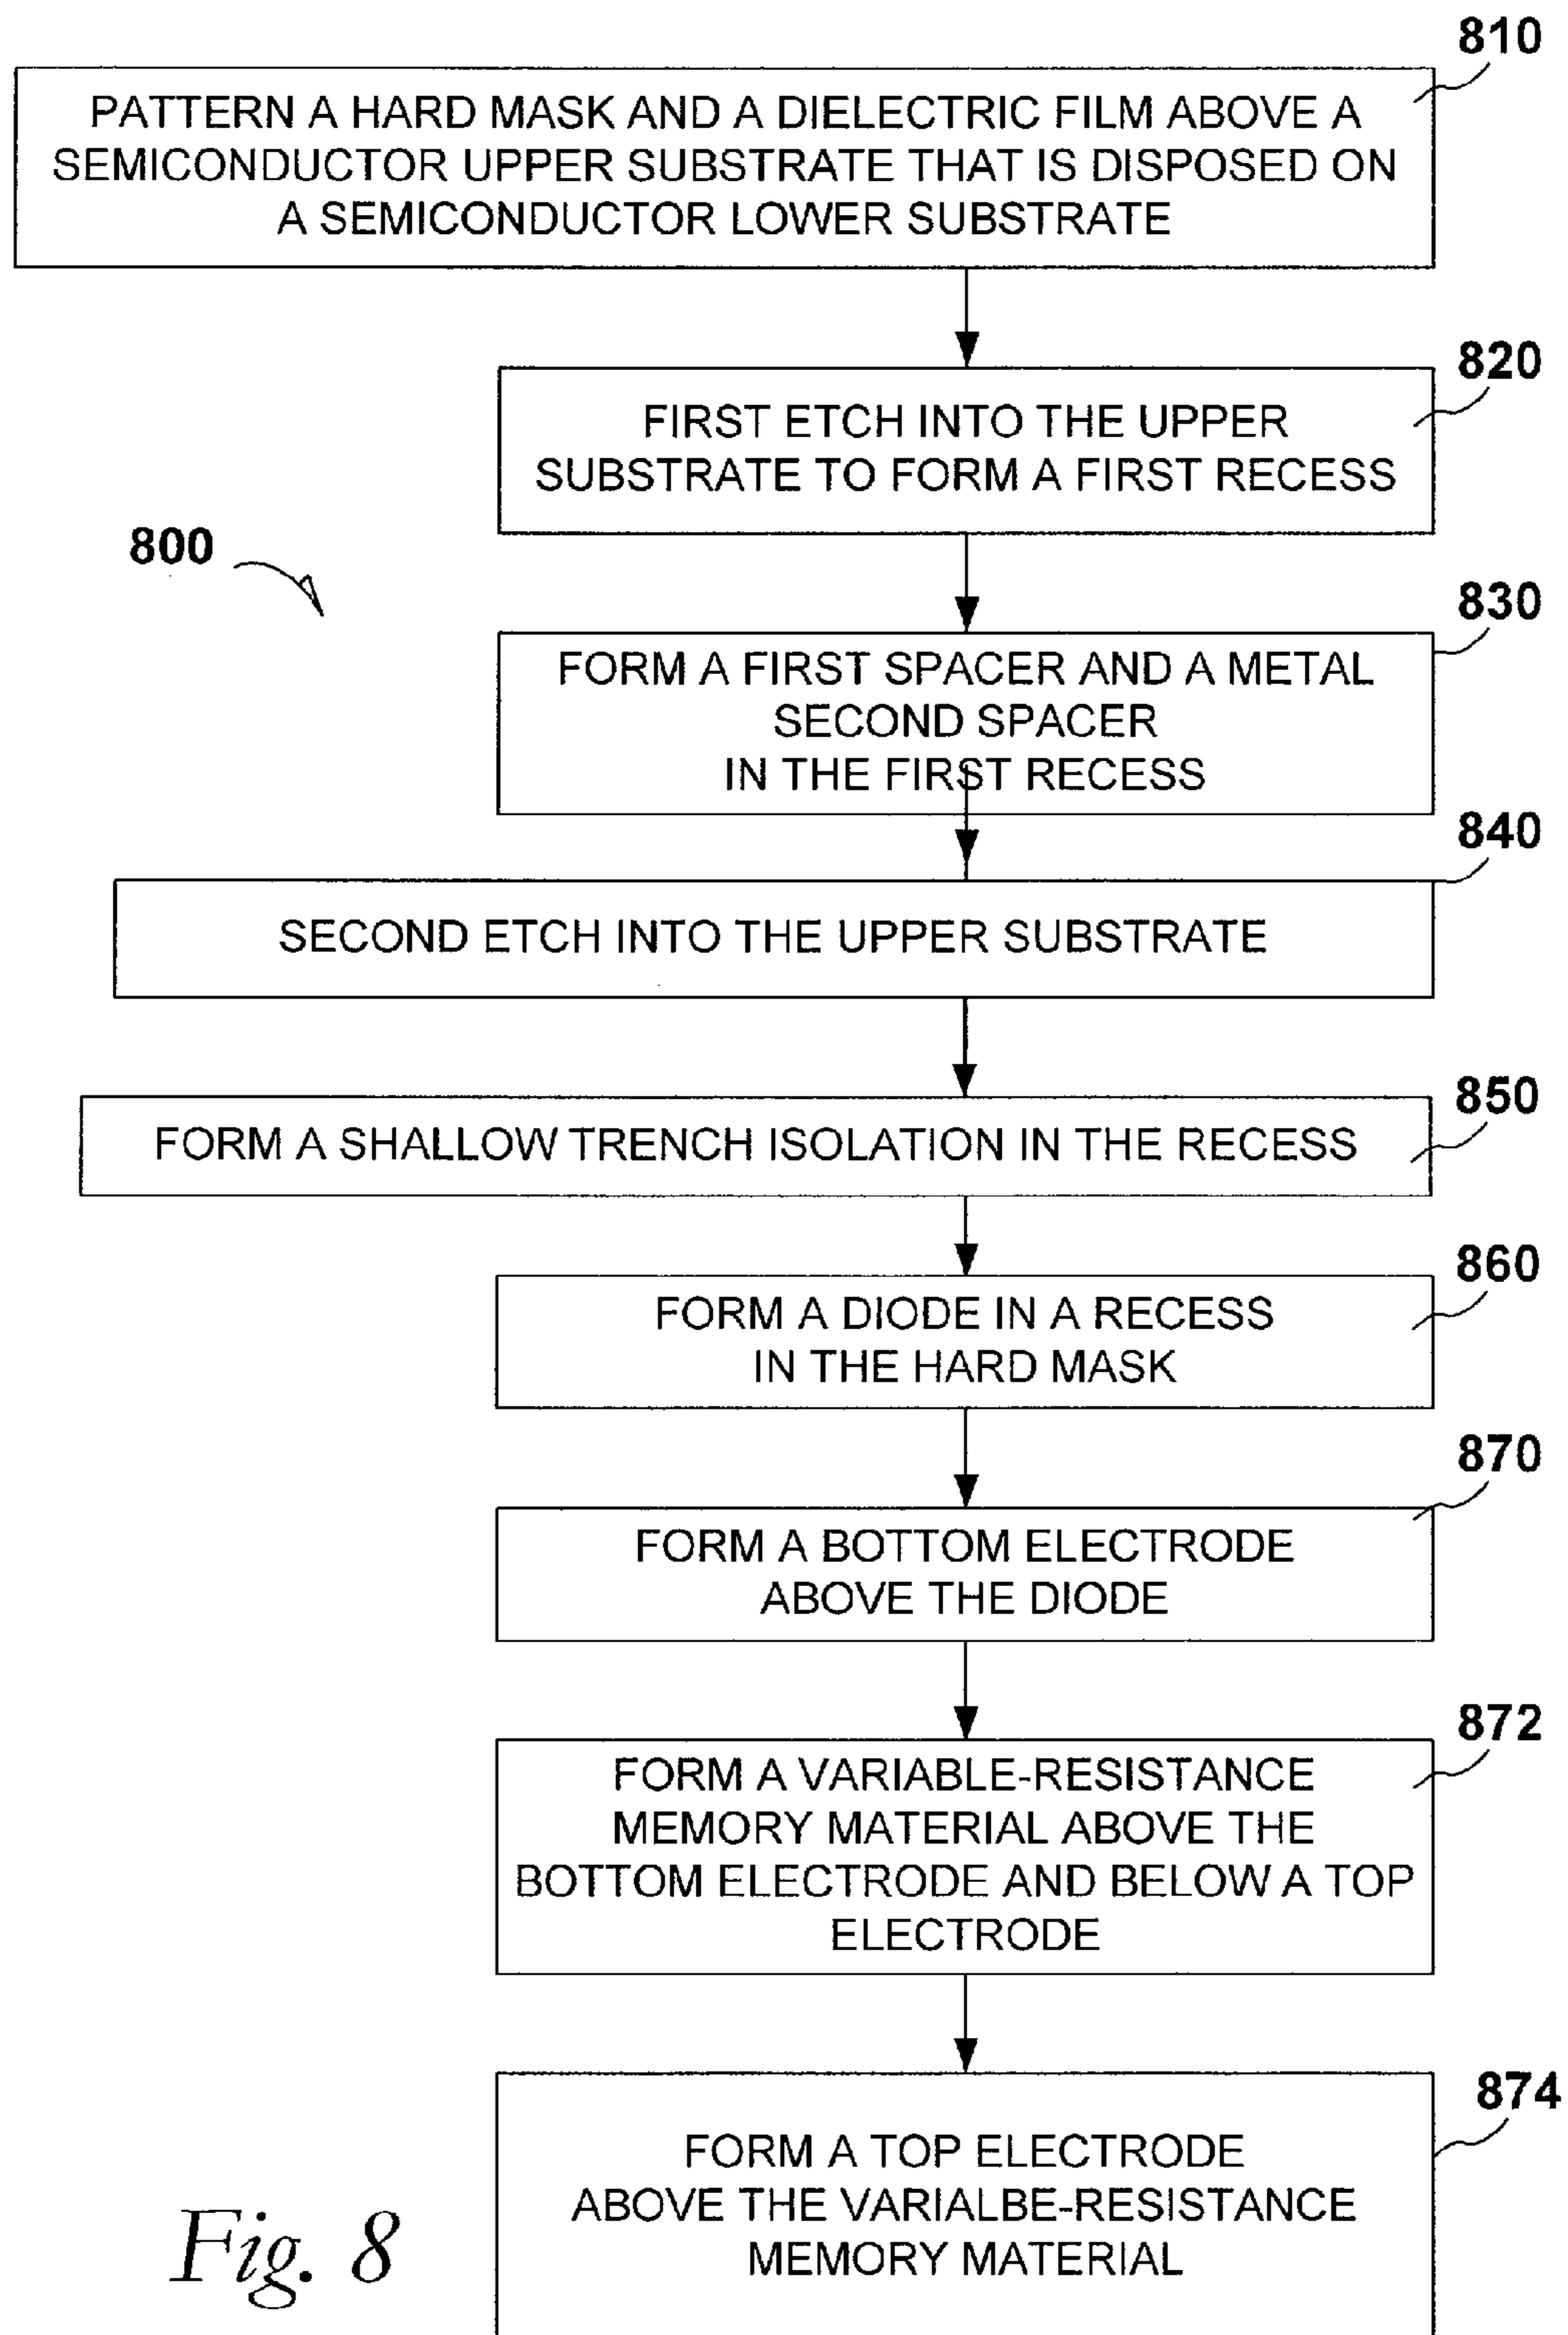 810
PATTERN A HARD MASK AND A DIELECTRIC FILM ABOVE A
SEMICONDUCTOR UPPER SUBSTRATE THAT IS DISPOSED ON
A SEMICONDUCTOR LOWER SUBSTRATE
820
FIRST ETCH INTO THE UPPER
SUBSTRATE TO FORM A FIRST RECESS
800
830
FORM A FIRST SPACER AND A METAL
SECOND SPACER
IN THE FIRST RECESS
840
SECOND ETCH INTO THE UPPER SUBSTRATE
850
FORM A SHALLOW TRENCH ISOLATION IN THE RECESS
860
FORM A DIODE IN A RECESS
IN THE HARD MASK
870
FORM A BOTTOM ELECTRODE
ABOVE THE DIODE
872
FORM A VARIABLE-RESISTANCE
MEMORY MATERIAL ABOVE THE
BOTTOM ELECTRODE AND BELOW A TOP
ELECTRODE
874
FORM A TOP ELECTRODE
ABOVE THE VARIALBE-RESISTANCE
MEMORY MATERIAL
Fig. 8